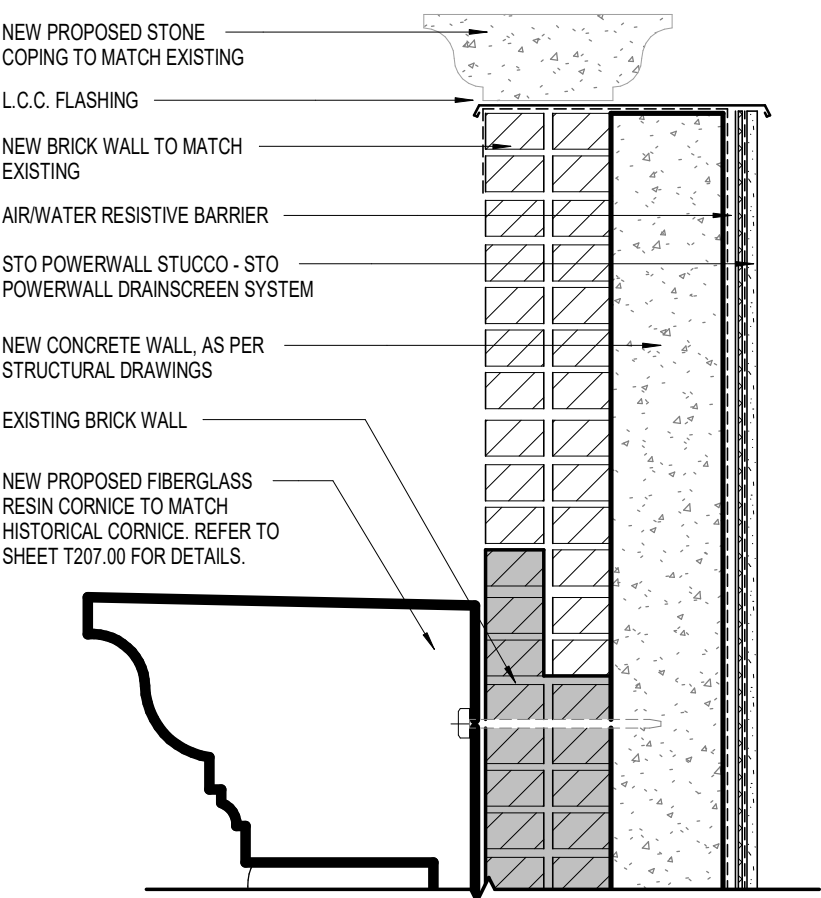 NEW PROPOSED STONE
COPING TO MATCH EXISTING
L.C.C. FLASHING
NEW BRICK WALL TO MATCH
EXISTING
AIR/WATER RESISTIVE BARRIER
STO POWERWALL STUCCO - STO
POWERWALL DRAINSCREEN SYSTEM
NEW CONCRETE WALL, AS PER
STRUCTURAL DRAWINGS
EXISTING BRICK WALL
NEW PROPOSED FIBERGLASS
RESIN CORNICE TO MATCH
HISTORICAL CORNICE. REFER TO
SHEET T207.00 FOR DETAILS.